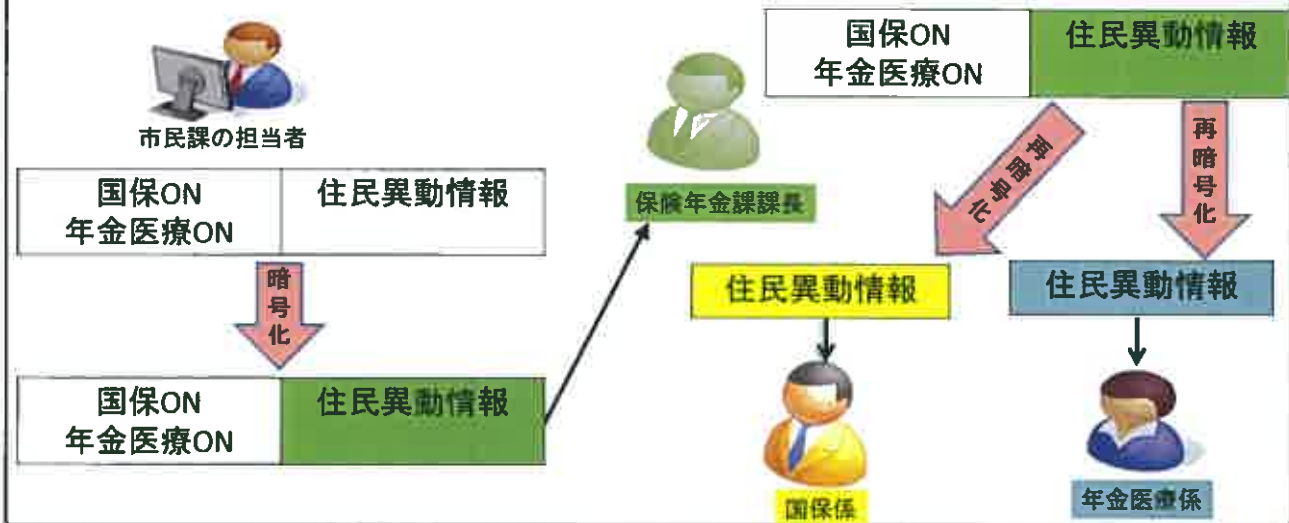 市民課の担当者
国保ON
年金医療ON
住民異動情報
暗号化
国保ON
年金医療ON
住民異動情報
保険年金課課長
国保ON
年金医療ON
住民異動情報
再暗号化
再暗号化
住民異動情報
住民異動情報
国保係
年金医療係